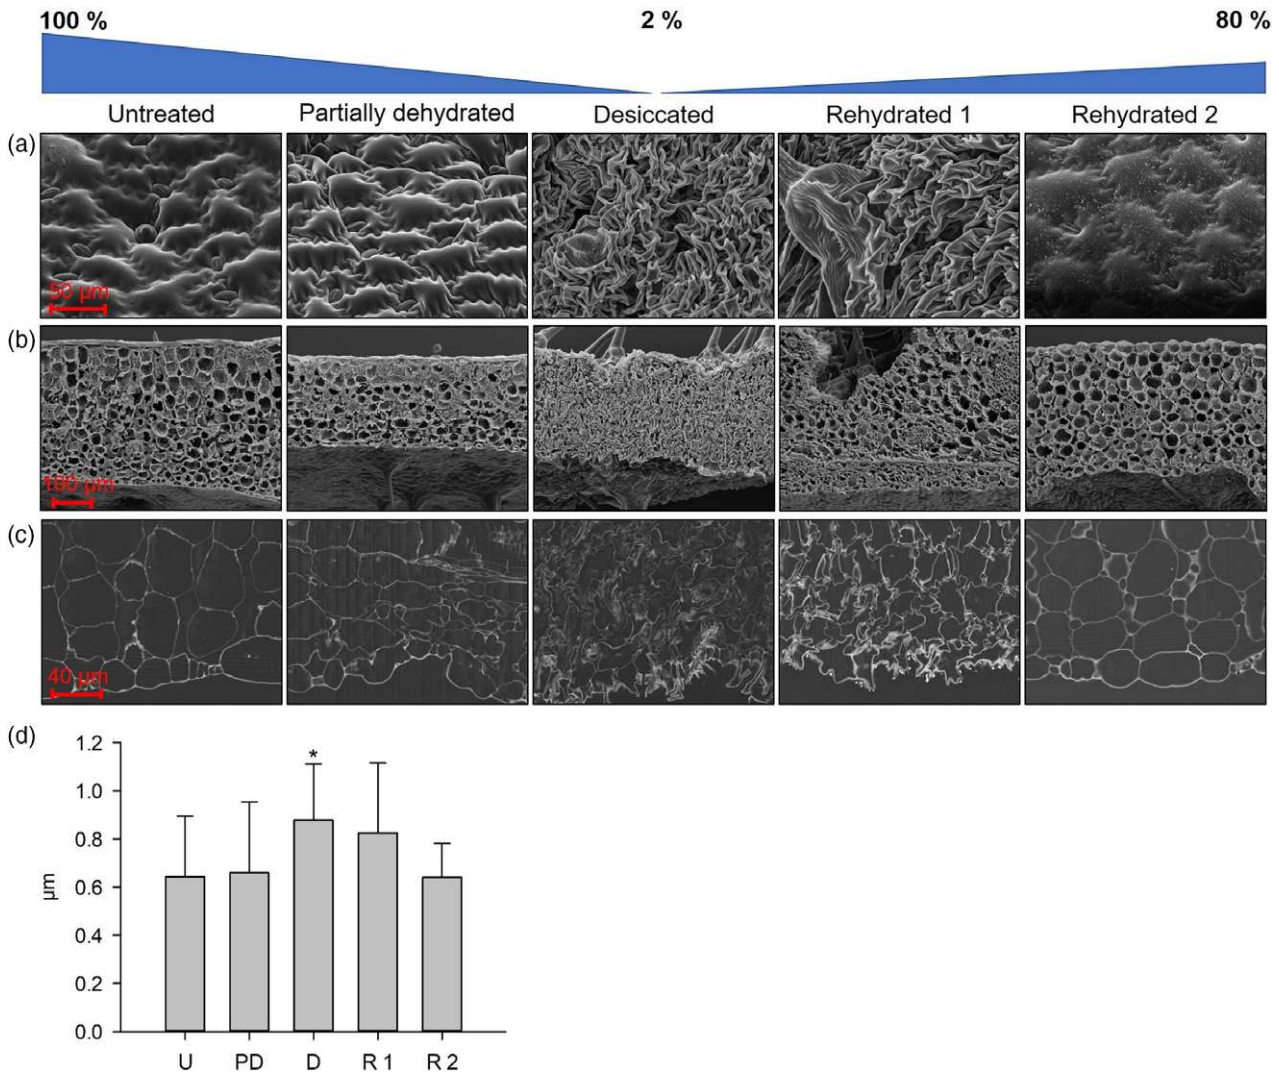 100 % 2 % 80 %
Untreated Partially dehydrated Desiccated Rehydrated 1 Rehydrated 2
(a)
50 µm
(b)
100 µm
(c)
40 µm
(d)
1.2
1.0
0.8
0.6
0.4
0.2
0.0
µm
*
U PD D R 1 R 2